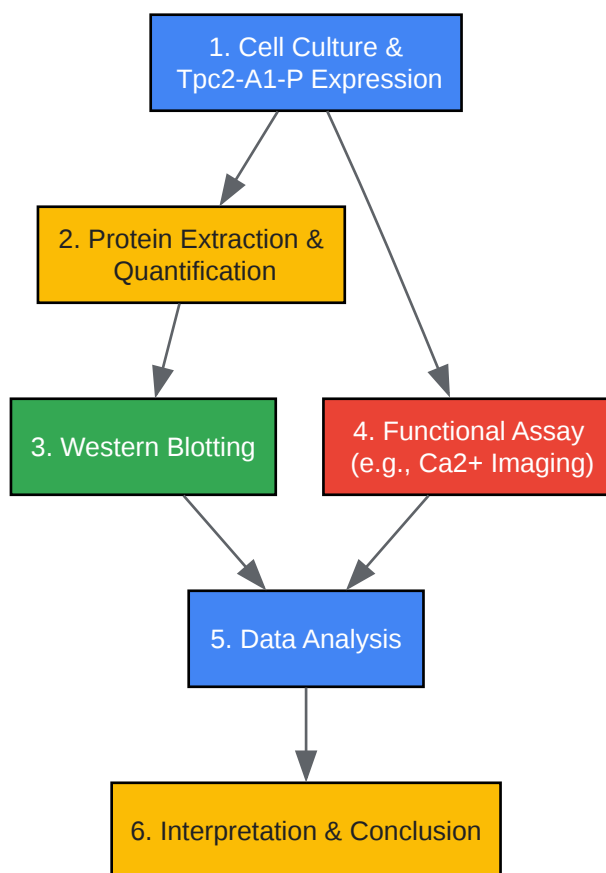 1. Cell Culture &
Tpc2-A1-P Expression
2. Protein Extraction &
Quantification
3. Western Blotting
4. Functional Assay
(e.g., Ca2+ Imaging)
5. Data Analysis
6. Interpretation & Conclusion